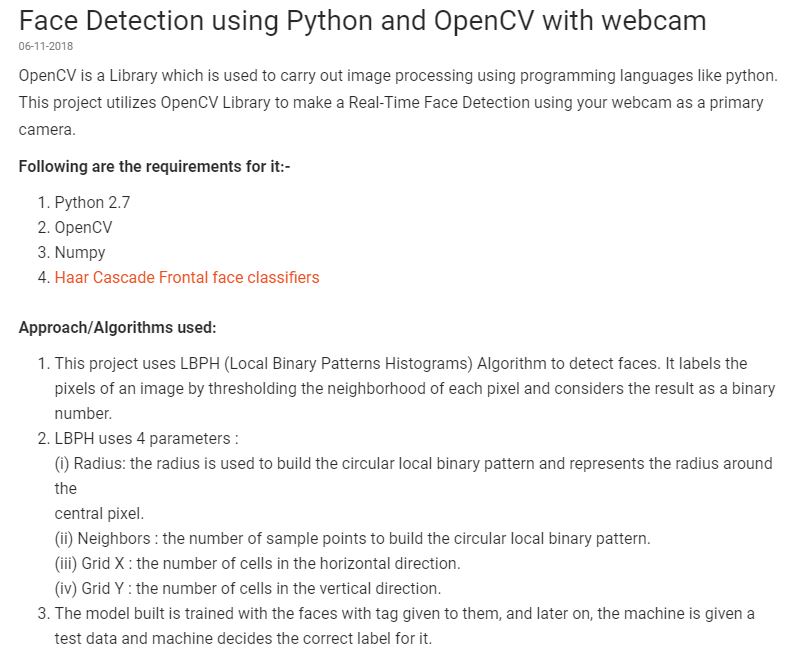 Face Detection using Python and OpenCV with webcam
06-11-2018
OpenCV is a Library which is used to carry out image processing using programming languages like python.
This project utilizes OpenCV Library to make a Real-Time Face Detection using your webcam as a primary
camera.
Following are the requirements for it:-
1. Python 2.7
2. OpenCV
3. Numpy
4. Haar Cascade Frontal face classifiers
Approach/Algorithms used:
1. This project uses LBPH (Local Binary Patterns Histograms) Algorithm to detect faces. It labels the
pixels of an image by thresholding the neighborhood of each pixel and considers the result as a binary
number.
2. LBPH uses 4 parameters :
(i) Radius: the radius is used to build the circular local binary pattern and represents the radius around
the
central pixel.
(ii) Neighbors : the number of sample points to build the circular local binary pattern.
(iii) Grid X : the number of cells in the horizontal direction.
(iv) Grid Y : the number of cells in the vertical direction.
3. The model built is trained with the faces with tag given to them, and later on, the machine is given a
test data and machine decides the correct label for it.